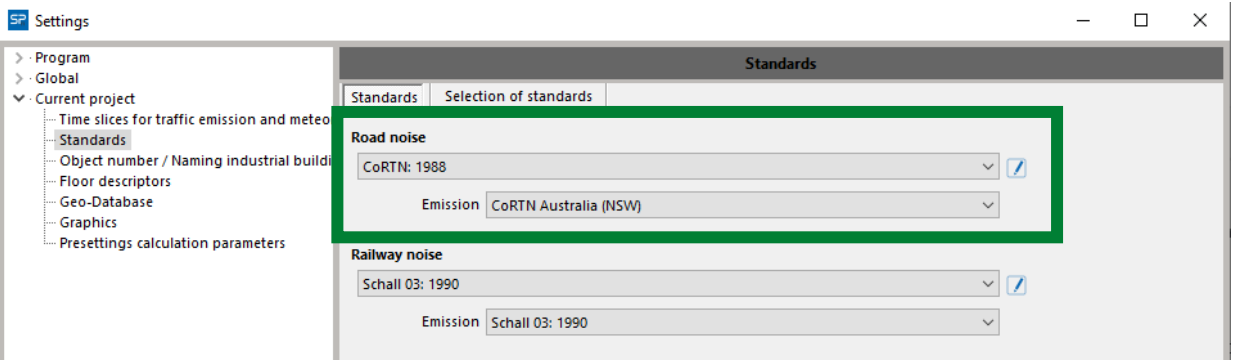 SP Settings
Program
Global
Current project
Time slices for traffic emission and meteo
Standards
Object number / Naming industrial buildi
Floor descriptors
Geo-Database
Graphics
Presettings calculation parameters
Standards
Standards Selection of standards
Road noise
CoRTN: 1988
Emission CoRTN Australia (NSW)
Railway noise
Schall 03: 1990
Emission Schall 03: 1990